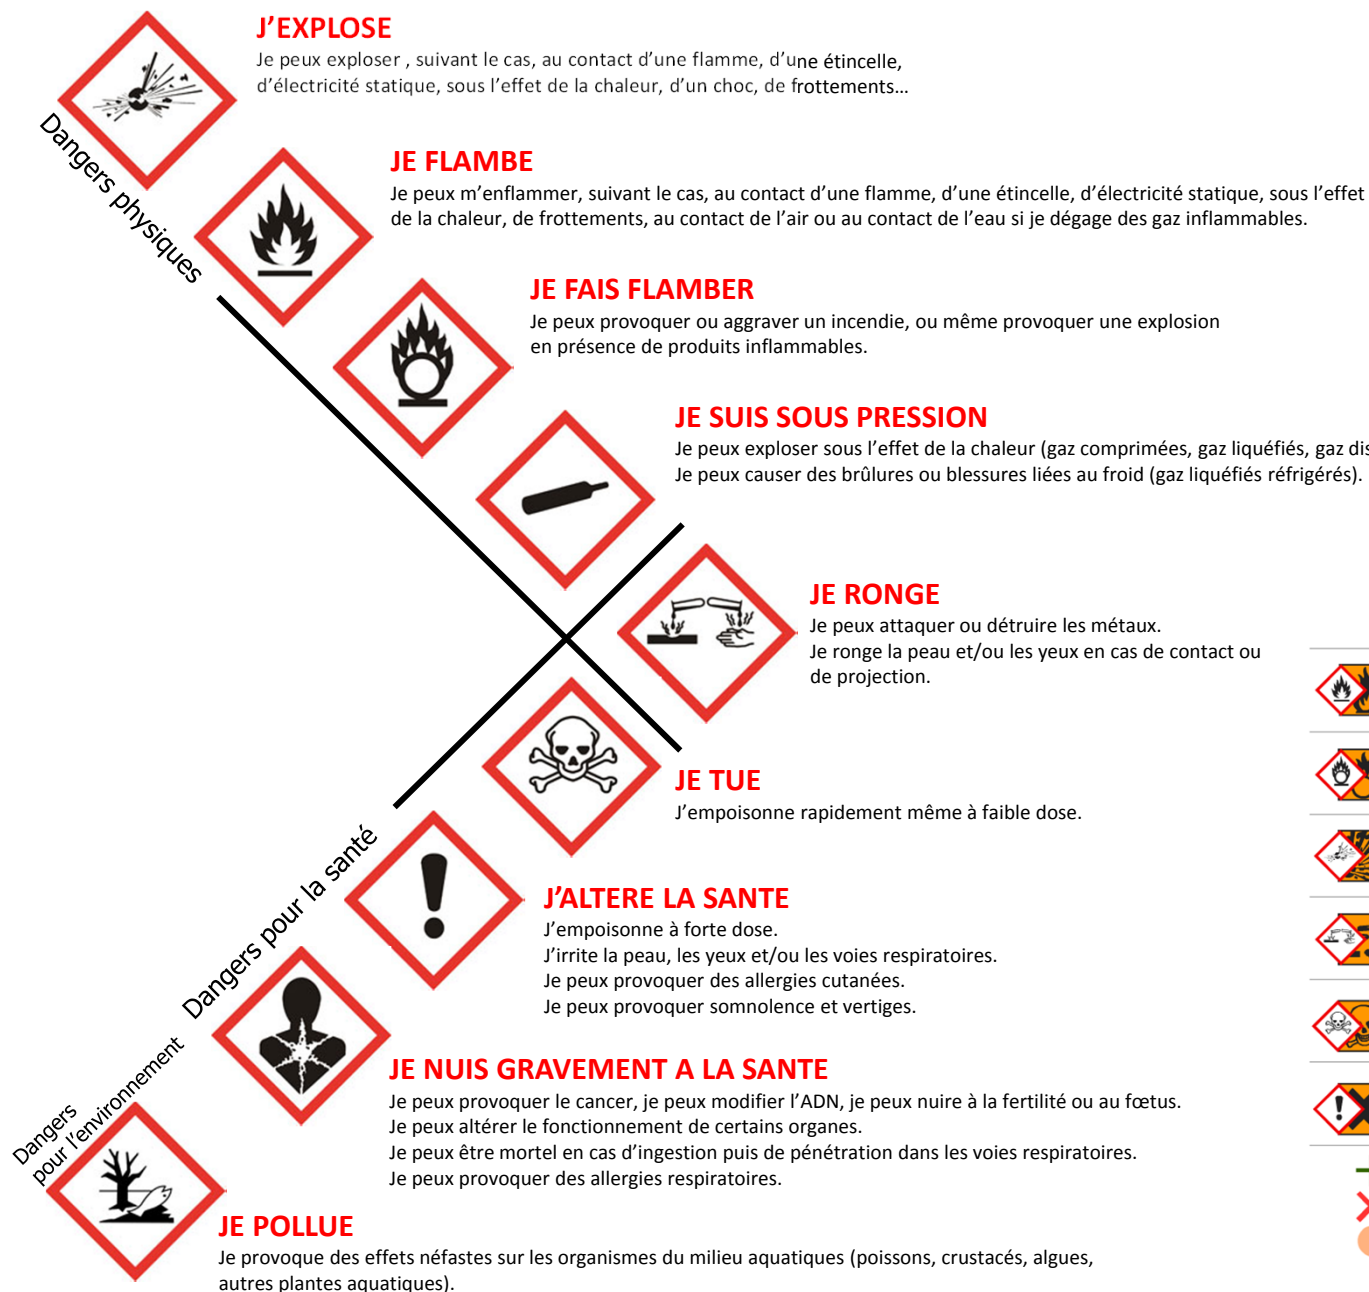 J’EXPLOSE
Je peux exploser , suivant le cas, au contact d’une flamme, d’une étincelle,
d’électricité statique, sous l’effet de la chaleur, d’un choc, de frottements…
Dangers physiques
JE FLAMBE
Je peux m’enflammer, suivant le cas, au contact d’une flamme, d’une étincelle, d’électricité statique, sous l’effet
de la chaleur, de frottements, au contact de l’air ou au contact de l’eau si je dégage des gaz inflammables.
JE FAIS FLAMBER
Je peux provoquer ou aggraver un incendie, ou même provoquer une explosion
en présence de produits inflammables.
JE SUIS SOUS PRESSION
Je peux exploser sous l’effet de la chaleur (gaz comprimées, gaz liquéfiés, gaz
Je peux causer des brûlures ou blessures liées au froid (gaz liquéfiés réfrigérés).
JE RONGE
Je peux attaquer ou détruire les métaux.
Je ronge la peau et/ou les yeux en cas de contact ou
de projection.
JE TUE
J’empoisonne rapidement même à faible dose.
Dangers pour la santé
J’ALTERE LA SANTE
J’empoisonne à forte dose.
J’irrite la peau, les yeux et/ou les voies respiratoires.
Je peux provoquer des allergies cutanées.
Je peux provoquer somnolence et vertiges.
JE NUIS GRAVEMENT A LA SANTE
Je peux provoquer le cancer, je peux modifier l’ADN, je peux nuire à la fertilité ou au fœtus.
Je peux altérer le fonctionnement de certains organes.
Je peux être mortel en cas d’ingestion puis de pénétration dans les voies respiratoires.
Je peux provoquer des allergies respiratoires.
Dangers
pour l’environnement
JE POLLUE
Je provoque des effets néfastes sur les organismes du milieu aquatiques (poissons, crustacés, algues,
autres plantes aquatiques).